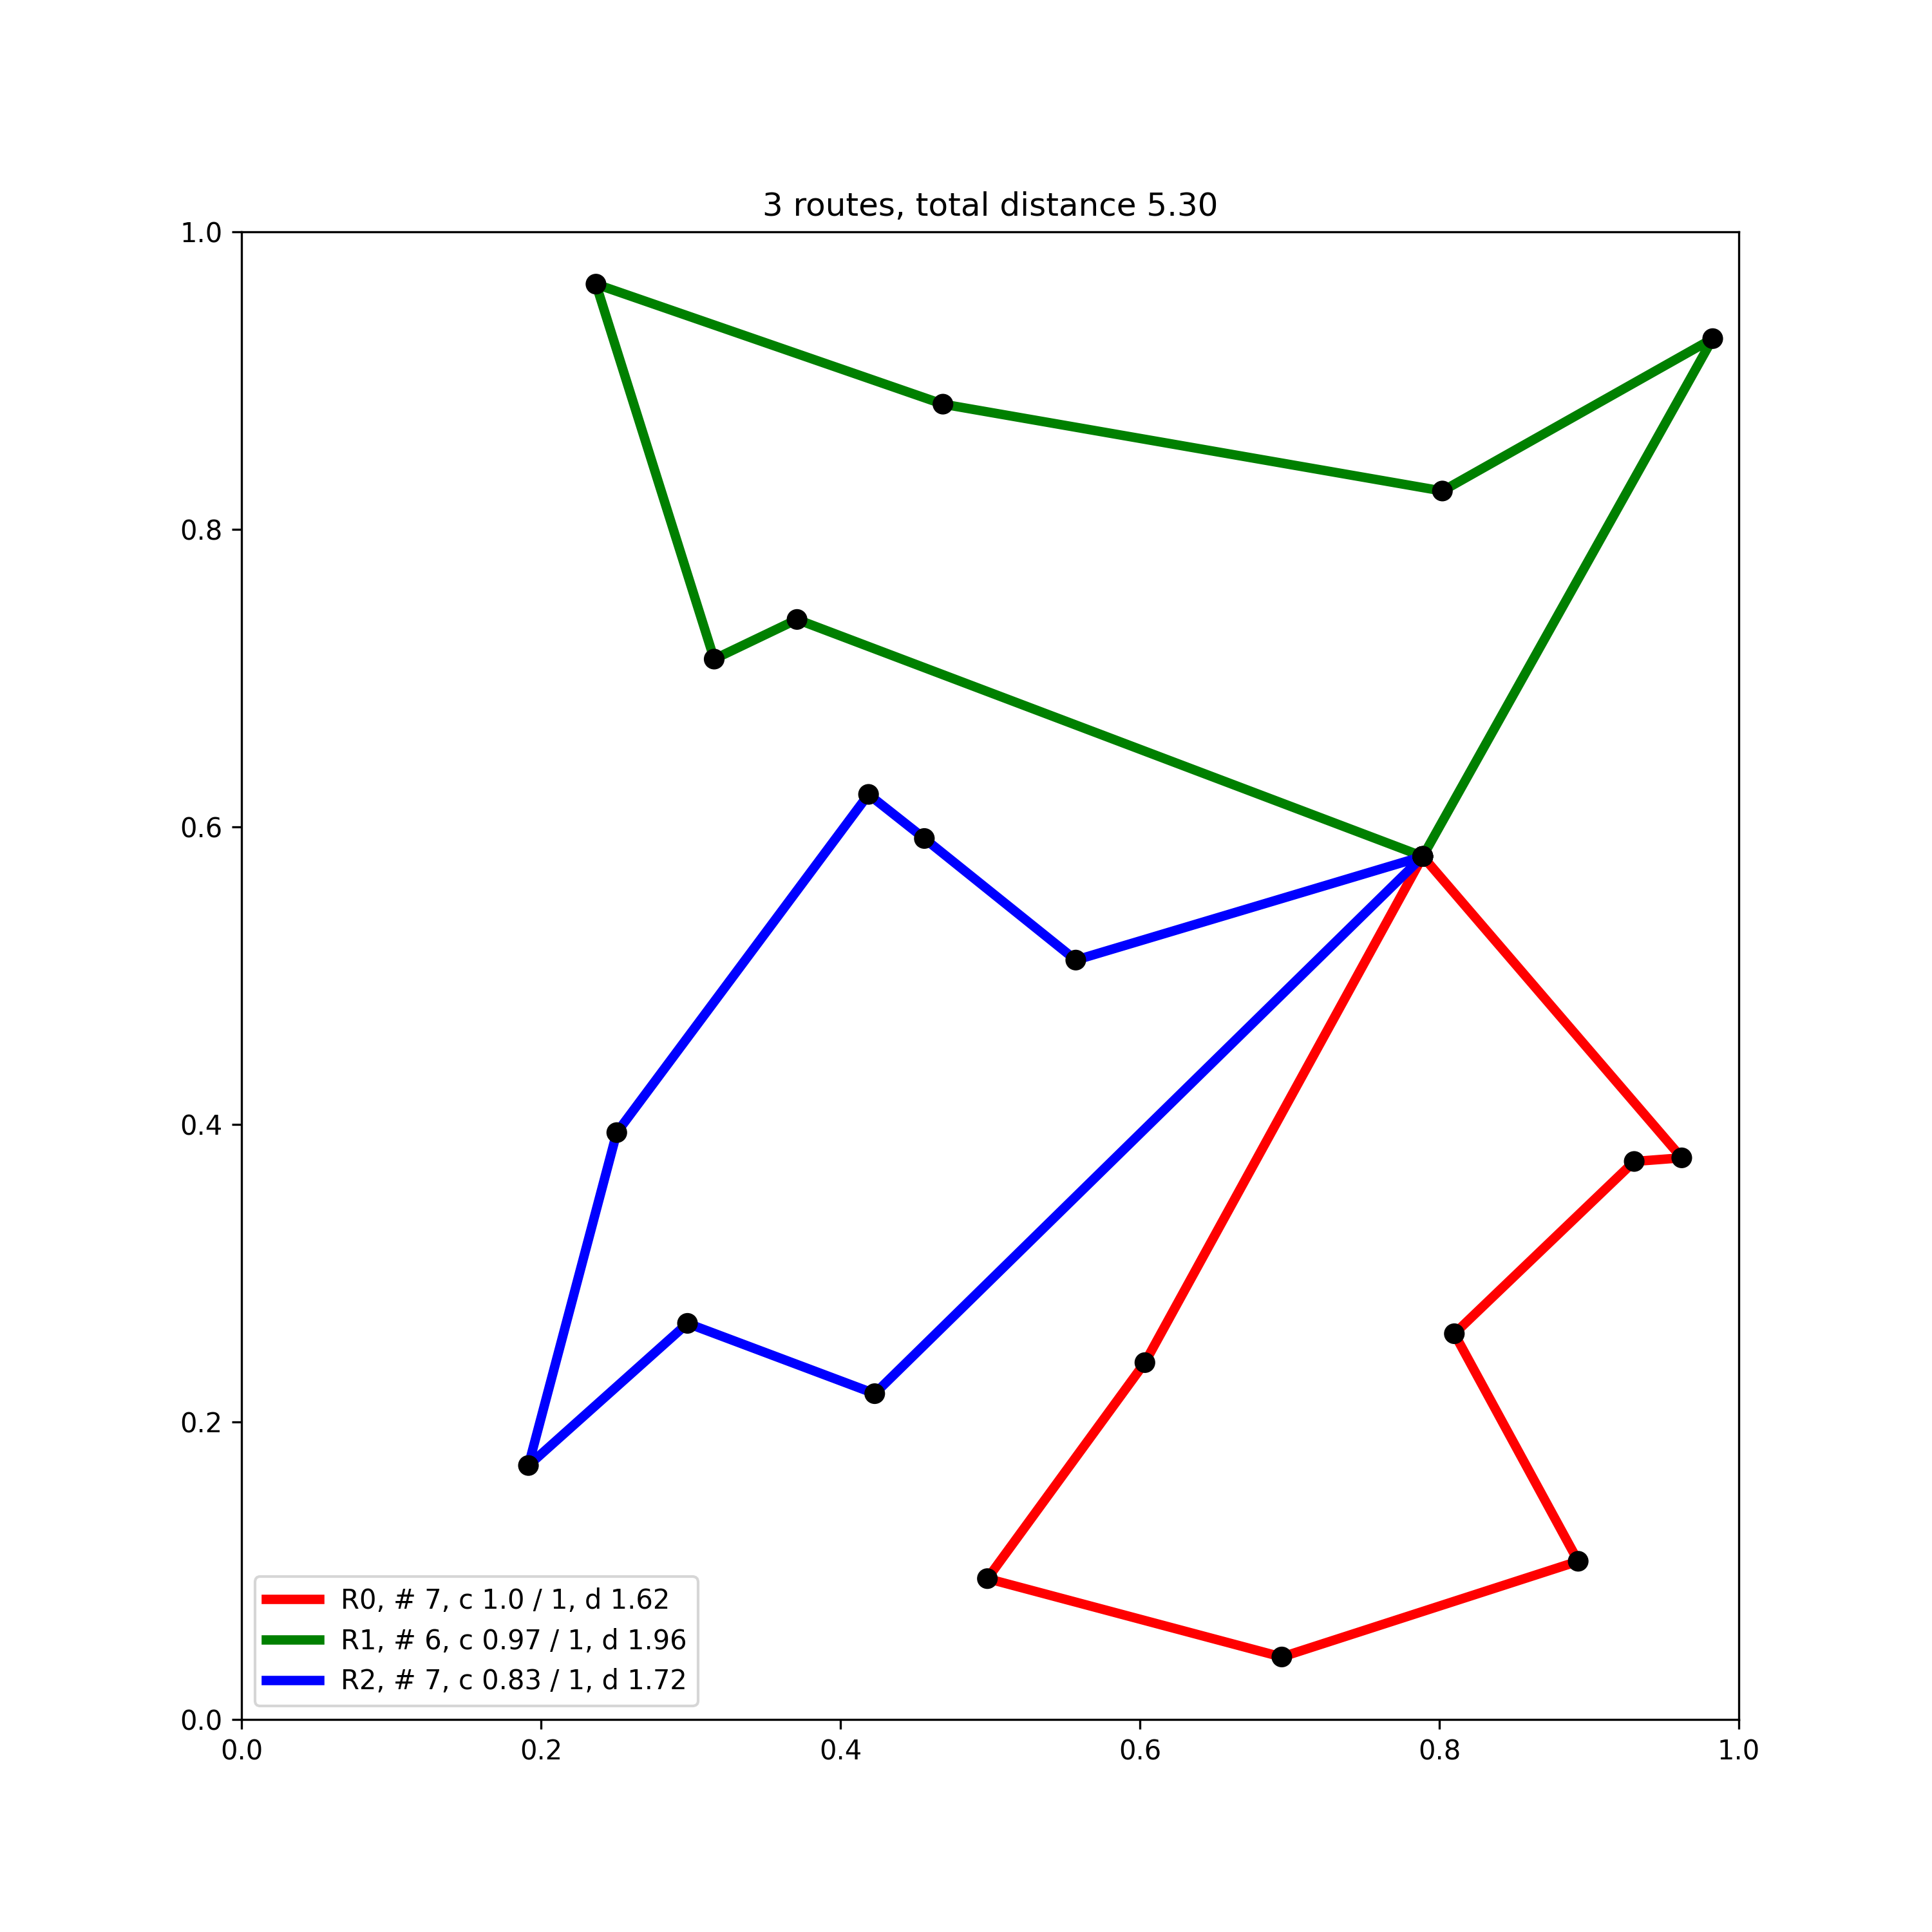 3 routes, total distance 5.30
1.0
0.8
0.6
0.4
0.2
0.0
R0, # 7, c 1.0 / 1, d 1.62
R1, # 6, c 0.97 / 1, d 1.96
R2, # 7, c 0.83 / 1, d 1.72
0.0 0.2 0.4 0.6 0.8 1.0